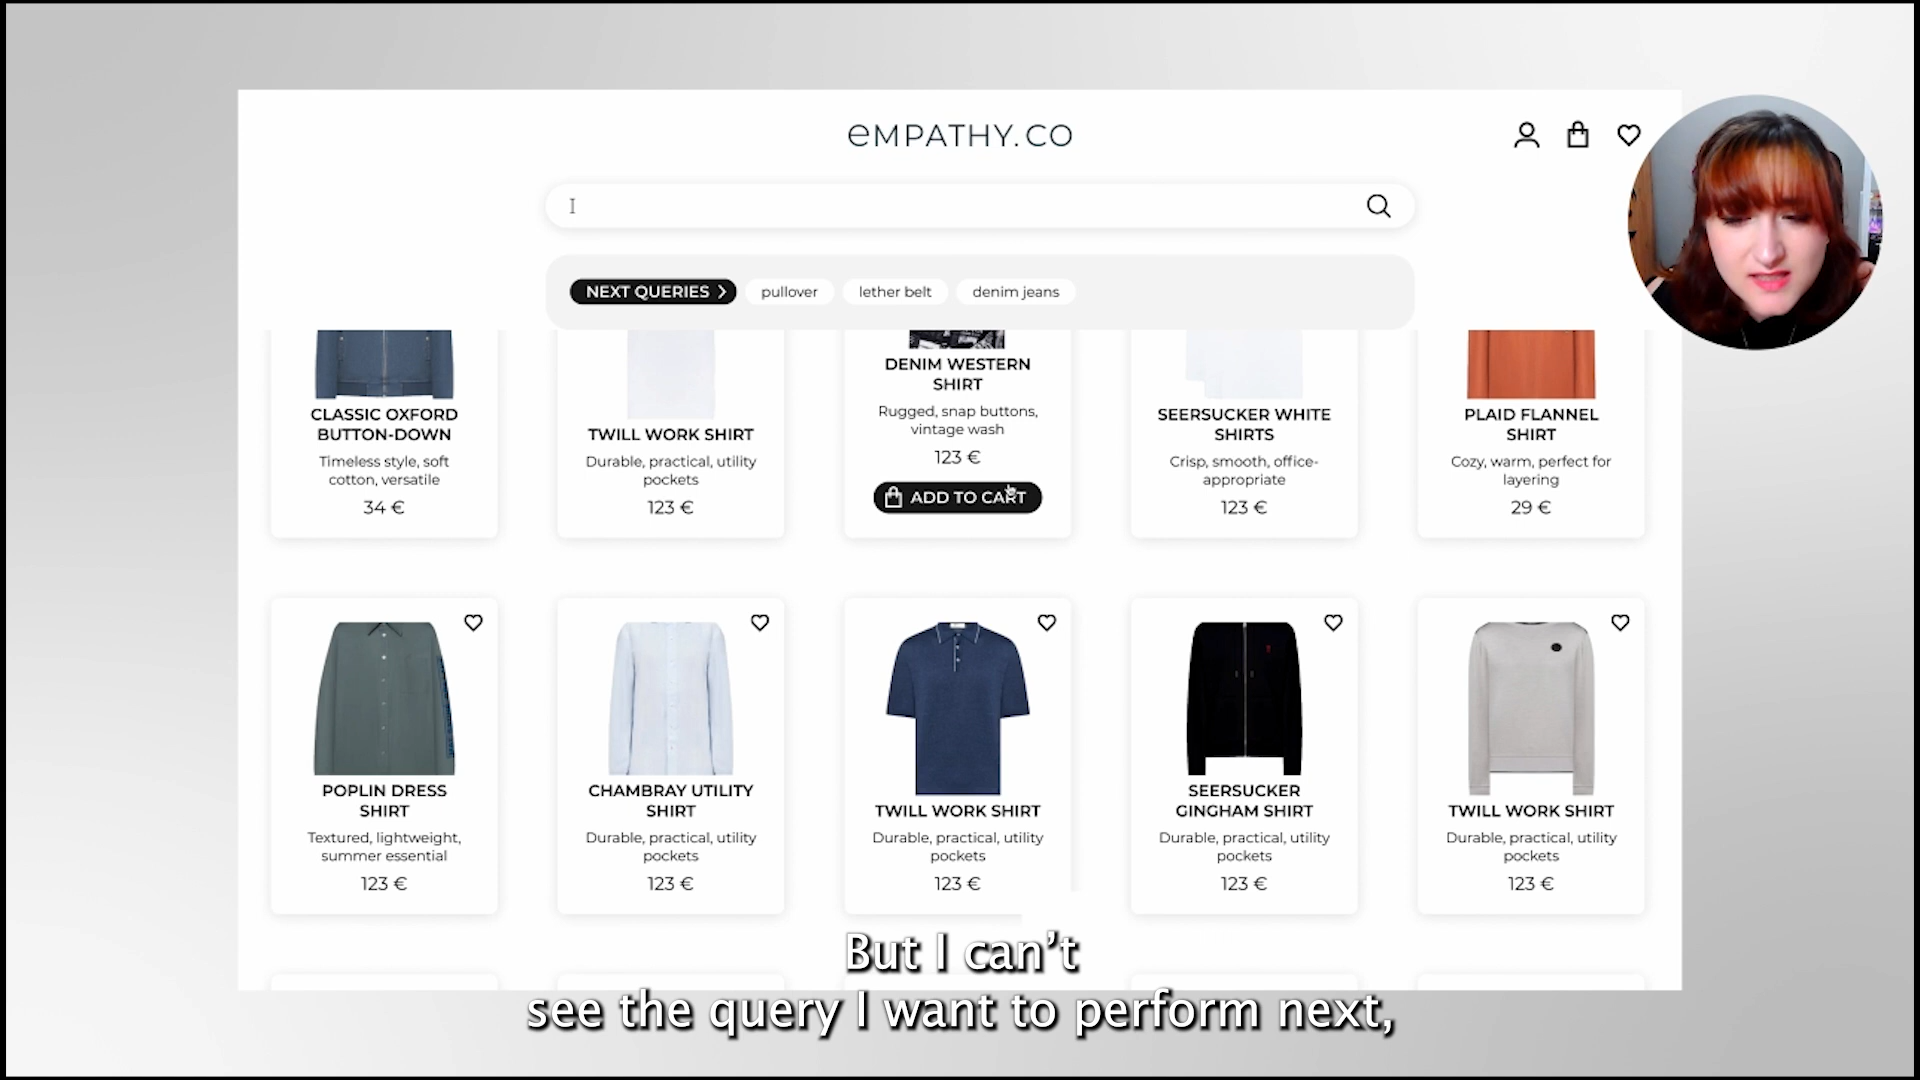 eMPATHY.CO
NEXT QUERIES
pullover
lether belt
denim jeans
CLASSIC OXFORD
BUTTON-DOWN
Timeless style, soft
cotton, versatile
34 €
TWILL WORK SHIRT
Durable, practical, utility
pockets
123 €
DENIM WESTERN
SHIRT
Rugged, snap buttons,
vintage wash
123 €
ADD TO CART
SEERSUCKER WHITE
SHIRTS
Crisp, smooth, office-
appropriate
123 €
PLAID FLANNEL
SHIRT
Cozy, warm, perfect for
layering
29 €
POPLIN DRESS
SHIRT
Textured, lightweight,
summer essential
123 €
CHAMBRAY UTILITY
SHIRT
Durable, practical, utility
pockets
123 €
TWILL WORK SHIRT
Durable, practical, utility
pockets
123 €
SEERSUCKER
GINGHAM SHIRT
Durable, practical, utility
pockets
123 €
TWILL WORK SHIRT
Durable, practical, utility
pockets
123 €
But I can't
see the query I want to perform next,